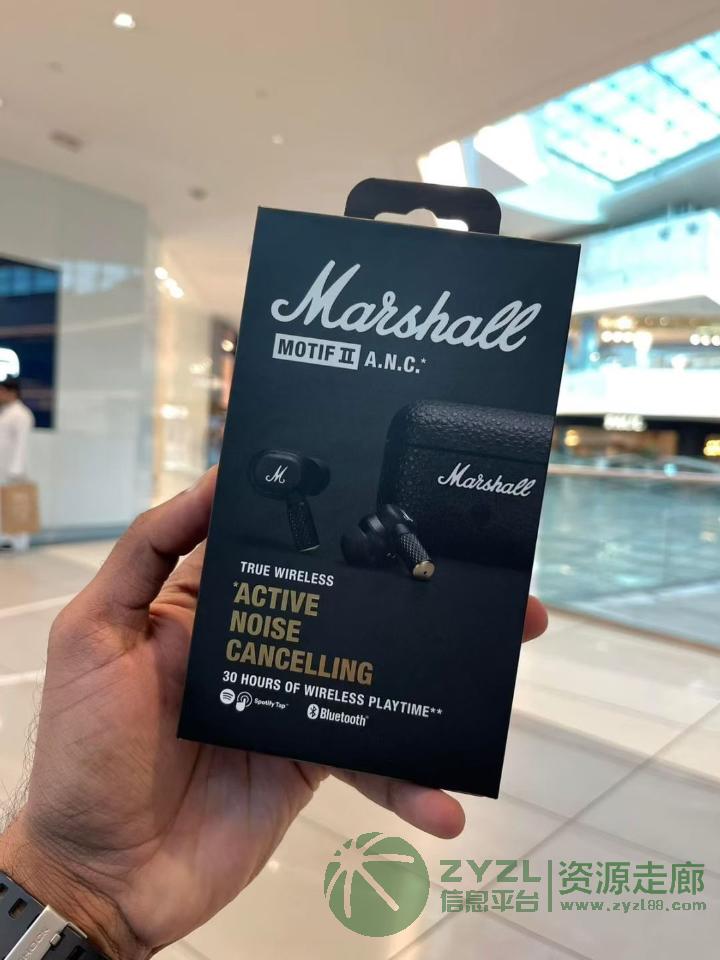 Marshall
MOTIF II A.N.C.*
M
Marshall
TRUE WIRELESS
*ACTIVE
NOISE
CANCELLING
30 HOURS OF WIRELESS PLAYTIME**
Spotify Tap™ Bluetooth®
ZYZL 资源走廊
信息平台 www.zyzl88.com